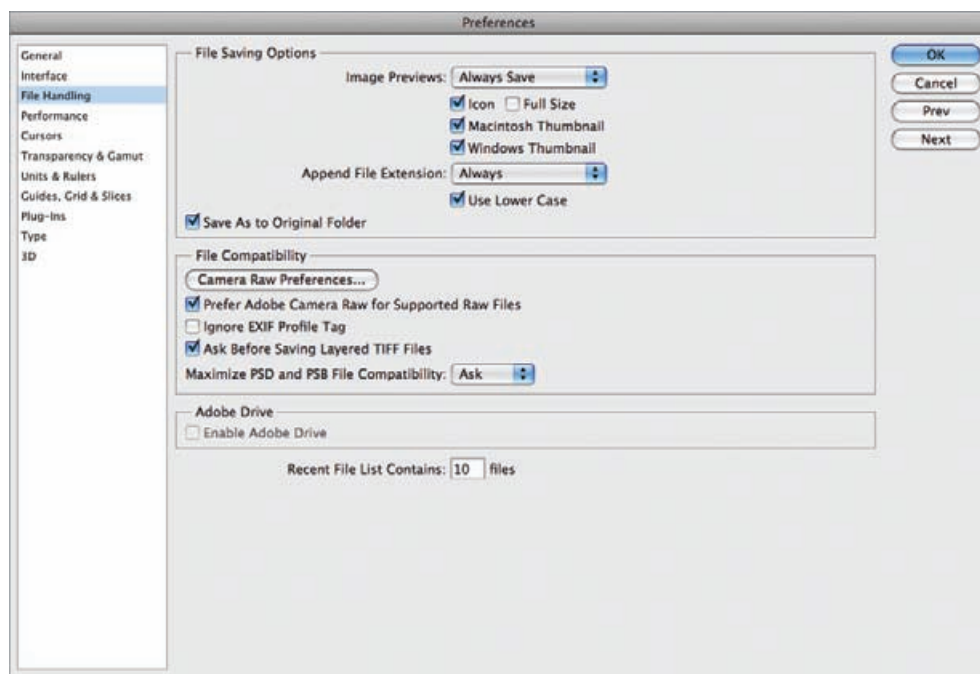 Preferences
General
Interface
File Handling
Performance
Cursors
Transparency & Gamut
Units & Rulers
Guides, Grid & Slices
Plug-Ins
Type
3D
File Saving Options
Image Previews: Always Save
Icon Full Size
Macintosh Thumbnail
Windows Thumbnail
Append File Extension: Always
Use Lower Case
Save As to Original Folder
File Compatibility
Camera Raw Preferences...
Prefer Adobe Camera Raw for Supported Raw Files
Ignore EXIF Profile Tag
Ask Before Saving Layered TIFF Files
Maximize PSD and PSB File Compatibility: Ask
Adobe Drive
Enable Adobe Drive
Recent File List Contains: 10 files
OK
Cancel
Prev
Next